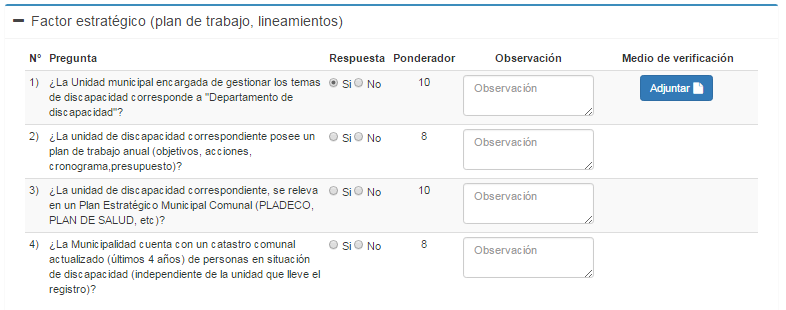 Factor estratégico (plan de trabajo, lineamientos)
N° Pregunta Respuesta Ponderador Observación Medio de verificación
1) ¿La Unidad municipal encargada de gestionar los temas
de discapacidad corresponde a "Departamento de
discapacidad"?
Si No 10 Observación Adjuntar
2) ¿La unidad de discapacidad correspondiente posee un
plan de trabajo anual (objetivos, acciones,
cronograma,presupuesto)?
Si No 8 Observación
3) ¿La unidad de discapacidad correspondiente, se releva
en un Plan Estratégico Municipal Comunal (PLADECO,
PLAN DE SALUD, etc)?
Si No 10 Observación
4) ¿La Municipalidad cuenta con un catastro comunal
actualizado (últimos 4 años) de personas en situación
de discapacidad (independiente de la unidad que lleve el
registro)?
Si No 8 Observación